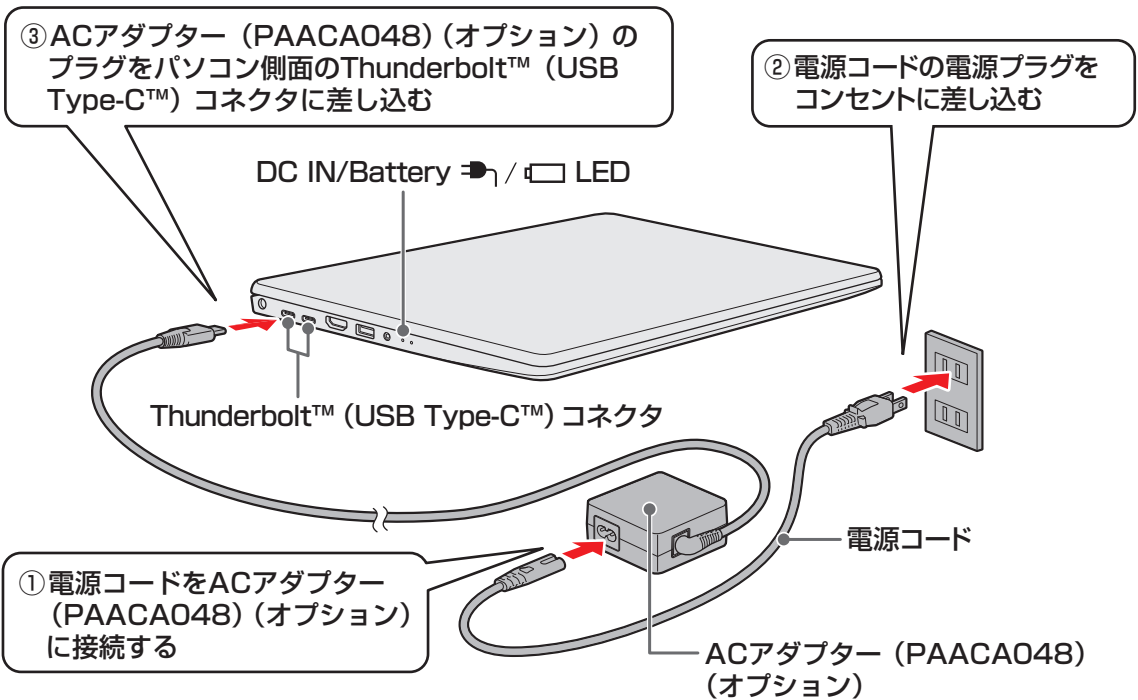 ③ACアダプター（PAACA048）（オプション）の
プラグをパソコン側面のThunderbolt™（USB
Type-C™）コネクタに差し込む
②電源コードの電源プラグを
コンセントに差し込む
DC IN/Battery / LED
Thunderbolt™（USB Type-C™）コネクタ
電源コード
①電源コードをACアダプター
（PAACA048）（オプション）
に接続する
ACアダプター（PAACA048）
（オプション）